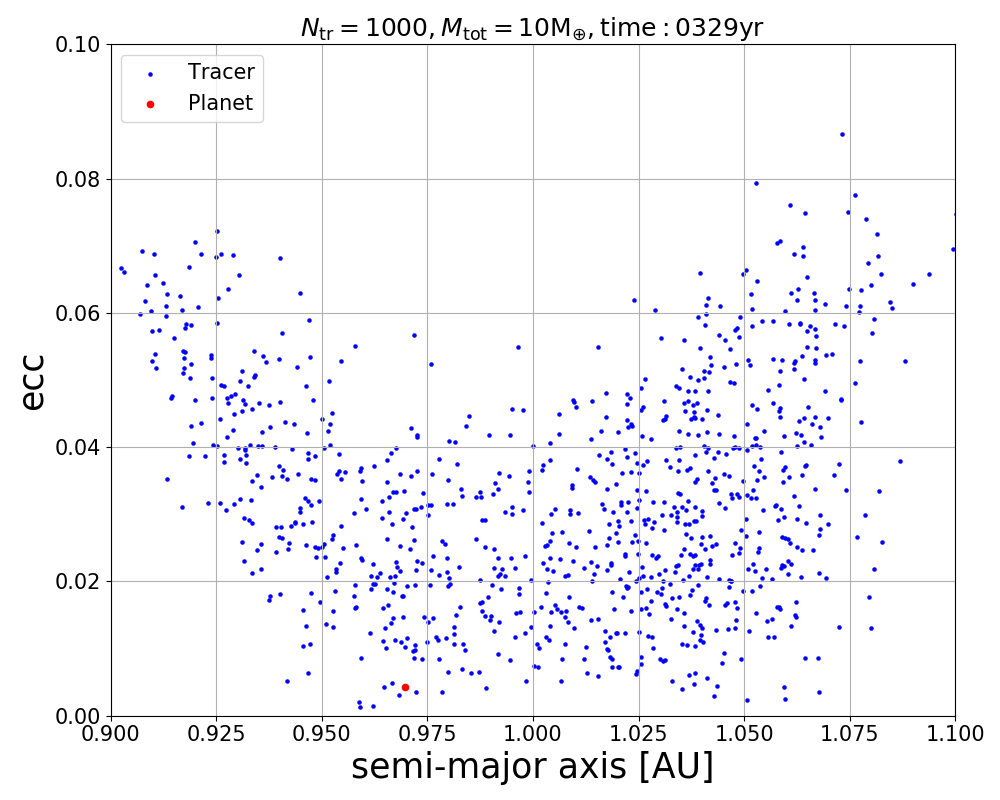 N_tr = 1000, M_tot = 10M_⊕, time : 0329yr
Tracer
Planet
ecc
0.10
0.08
0.06
0.04
0.02
0.00
0.900 0.925 0.950 0.975 1.000 1.025 1.050 1.075 1.100
semi-major axis [AU]